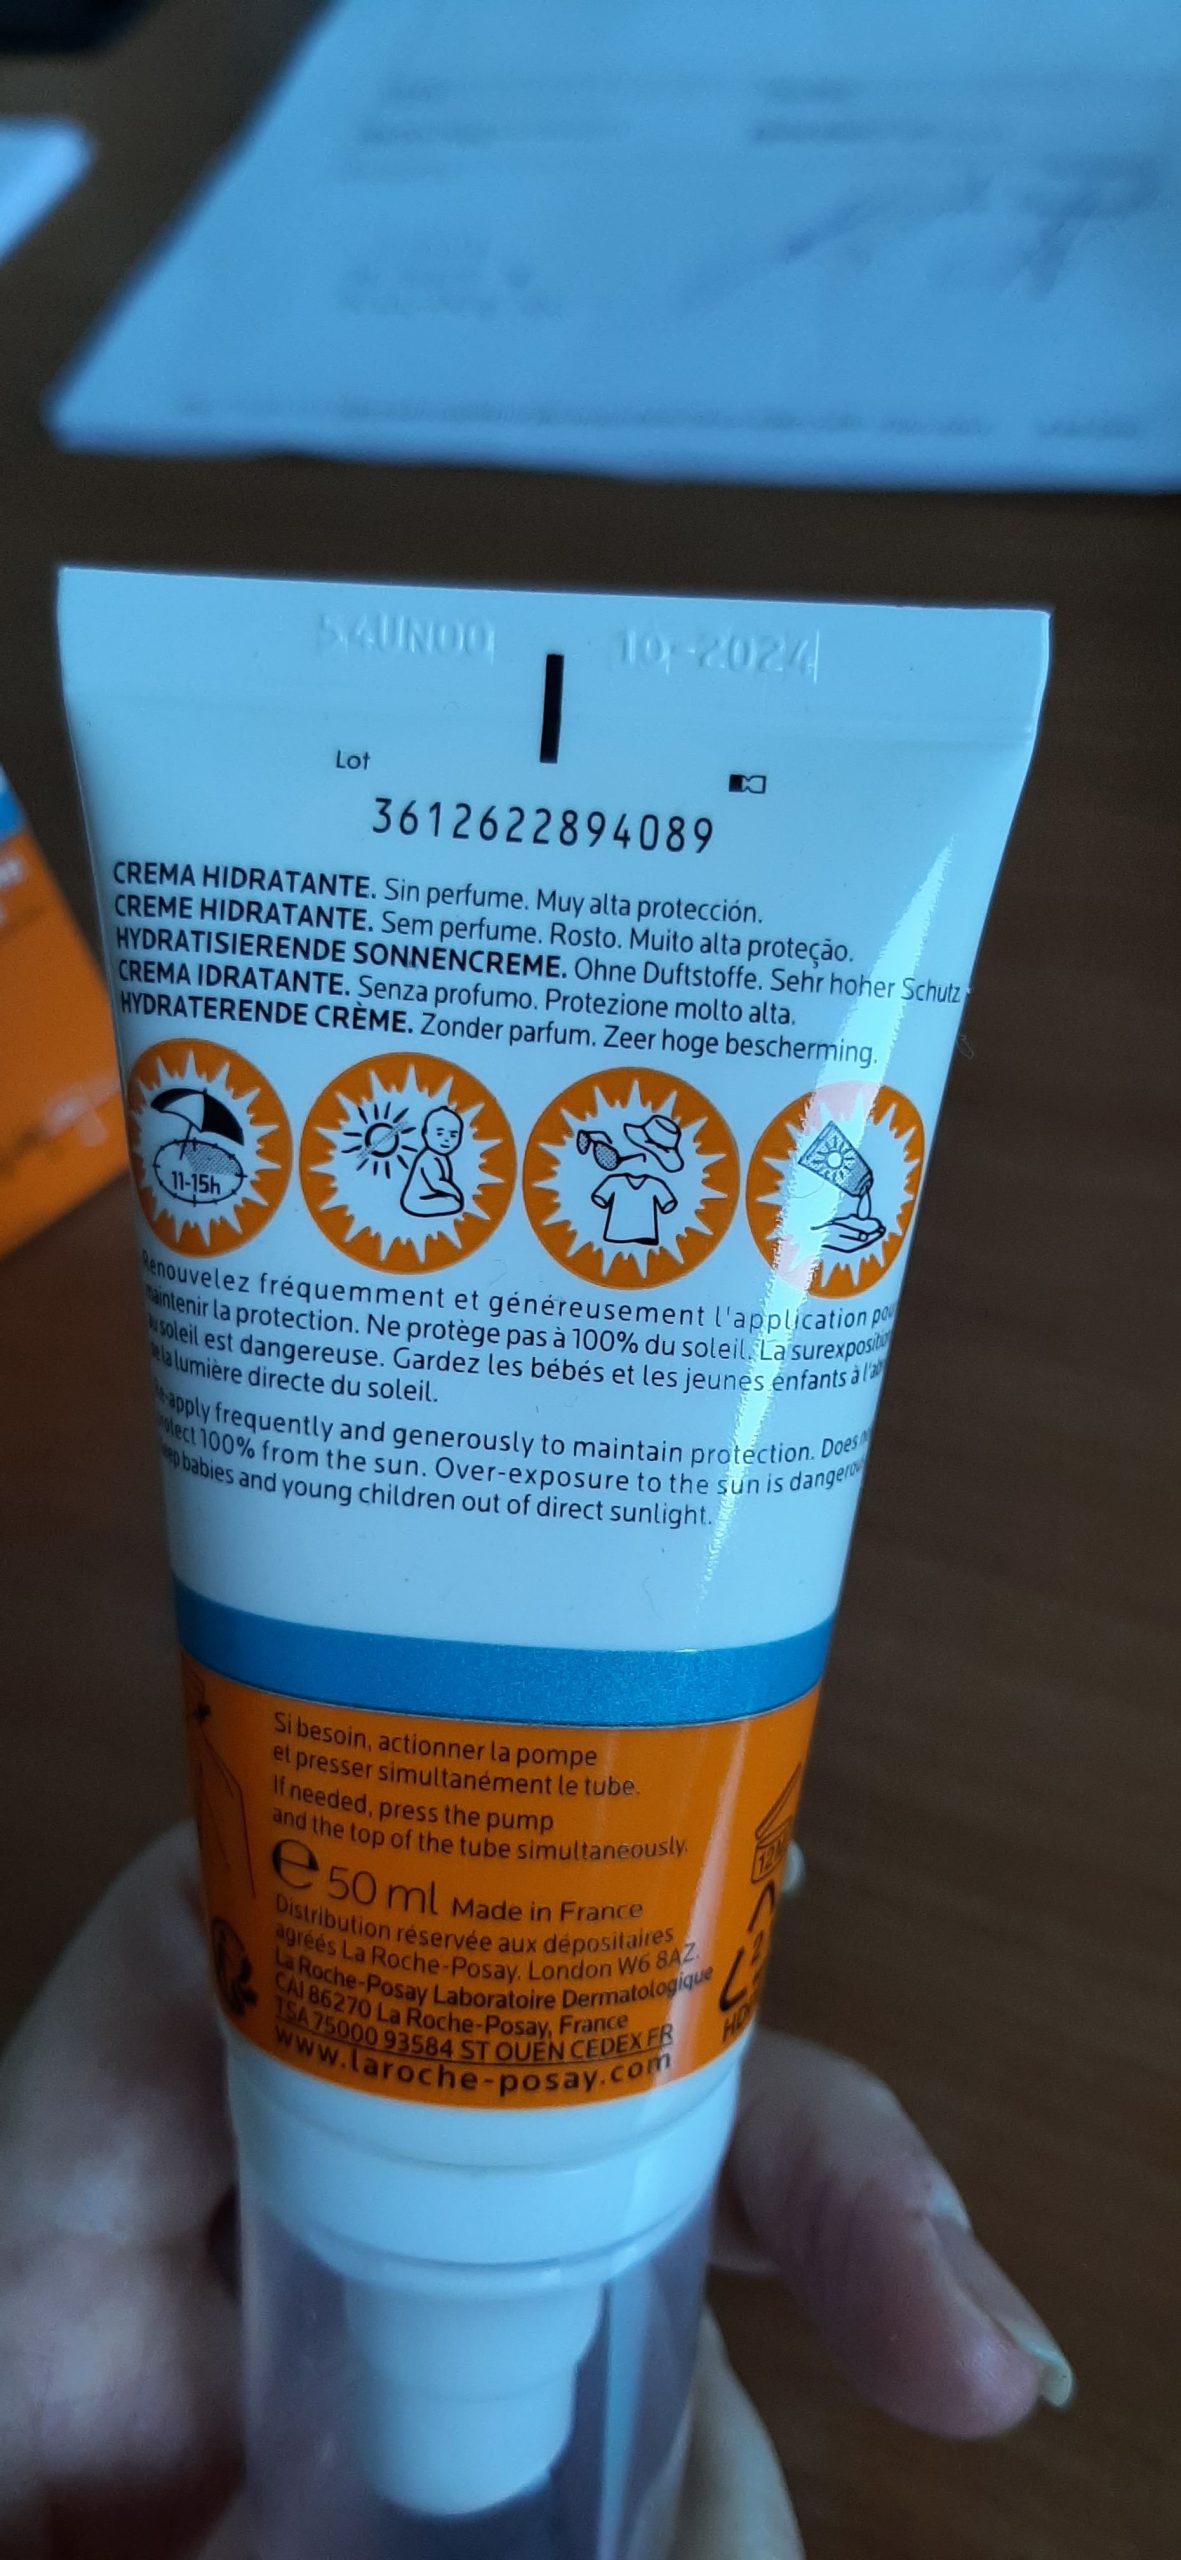 54UN00 10-2024
Lot
3612622894089
CREMA HIDRATANTE. Sin perfume. Muy alta protección.
CREME HIDRATANTE. Sem perfume. Rosto. Muito alta proteção.
HYDRATISIERENDE SONNENCREME. Ohne Duftstoffe. Sehr hoher Schutz
CREMA IDRATANTE. Senza profumo. Protezione molto alta.
HYDRATERENDE CRÈME. Zonder parfum. Zeer hoge bescherming.
11-15h
Renouvelez fréquemment et généreusement l'application pou
maintenir la protection. Ne protège pas à 100% du soleil. La surexposition
au soleil est dangereuse. Gardez les bébés et les jeunes enfants à l'ab
de la lumière directe du soleil.
Re-apply frequently and generously to maintain protection. Does
protect 100% from the sun. Over-exposure to the sun is dangerou
eep babies and young children out of direct sunlight.
Si besoin, actionner la pompe
et presser simultanément le tube.
If needed, press the pump
and the top of the tube simultaneously.
e 50 ml Made in France
Distribution réservée aux dépositaires
agréés La Roche-Posay. London W6 8AZ.
La Roche-Posay Laboratoire Dermatologique
CAI 86270 La Roche-Posay, France
TSA 75000 93584 ST OUEN CEDEX FR
www.laroche-posay.com
12
2
HD